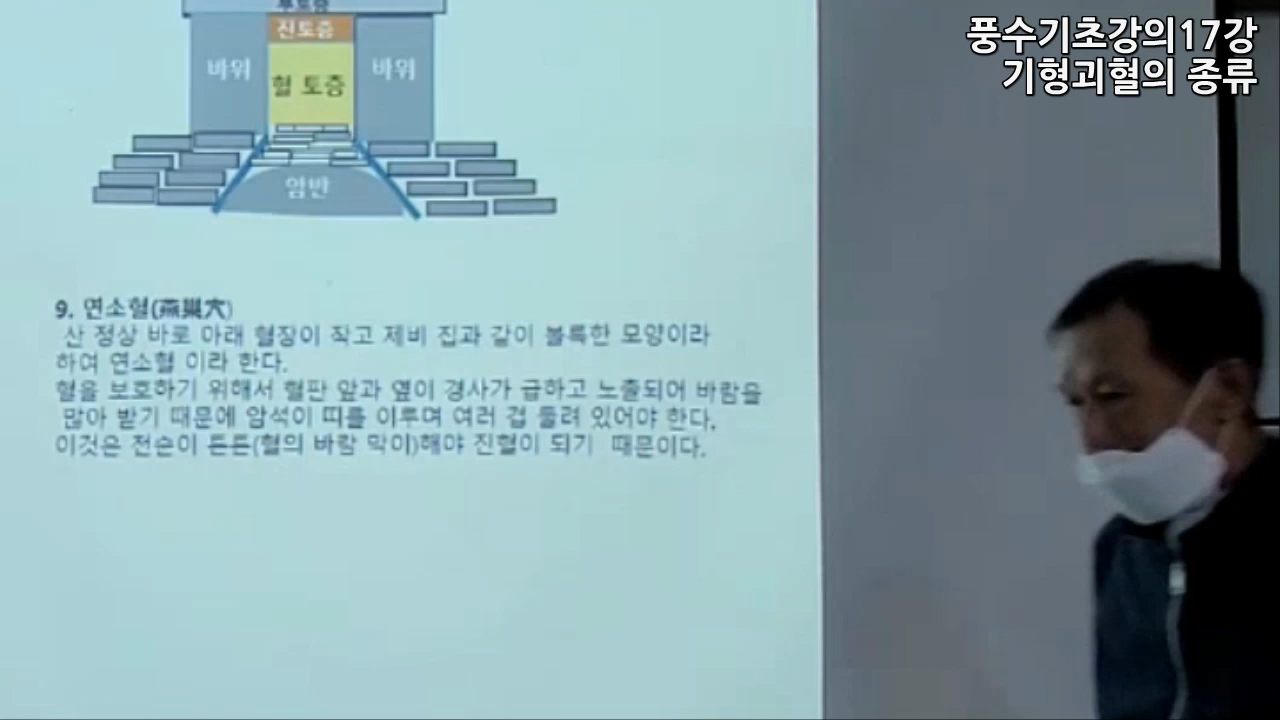 풍수기초강의17강
기형괴혈의 종류
진토층
바위
바위
혈 토층
암반
9. 연소혈(燕巢穴)
산 정상 바로 아래 혈장이 작고 제비 집과 같이 볼록한 모양이라
하여 연소혈 이라 한다.
혈을 보호하기 위해서 혈판 앞과 옆이 경사가 급하고 노출되어 바람을
많아 받기 때문에 암석이 띠를 이루며 여러 겁 둘려 있어야 한다.
이것은 전순이 튼튼(혈의 바람 막이)해야 진혈이 되기 때문이다.